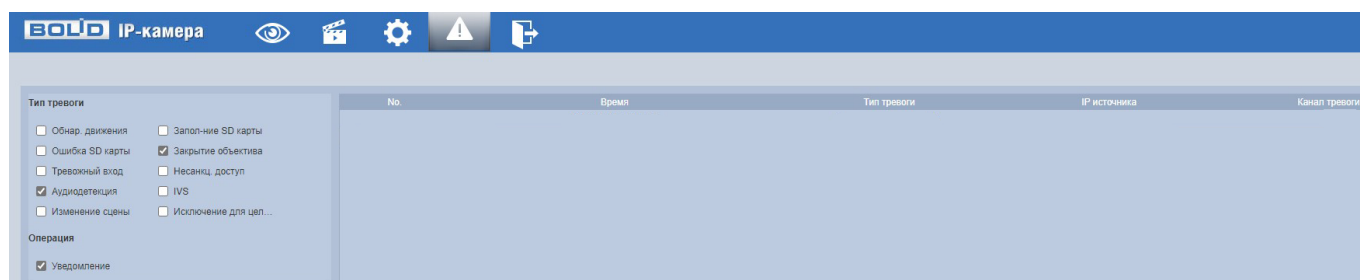 BOLID IP-камера
Тип тревоги
No. Время Тип тревоги IP источника Канал тревоги
Обнар. движения Запол-ние SD карты
Ошибка SD карты Закрытие объектива
Тревожный вход Несанкц. доступ
Аудиодетекция IVS
Изменение сцены Исключение для цел...
Операция
Уведомление